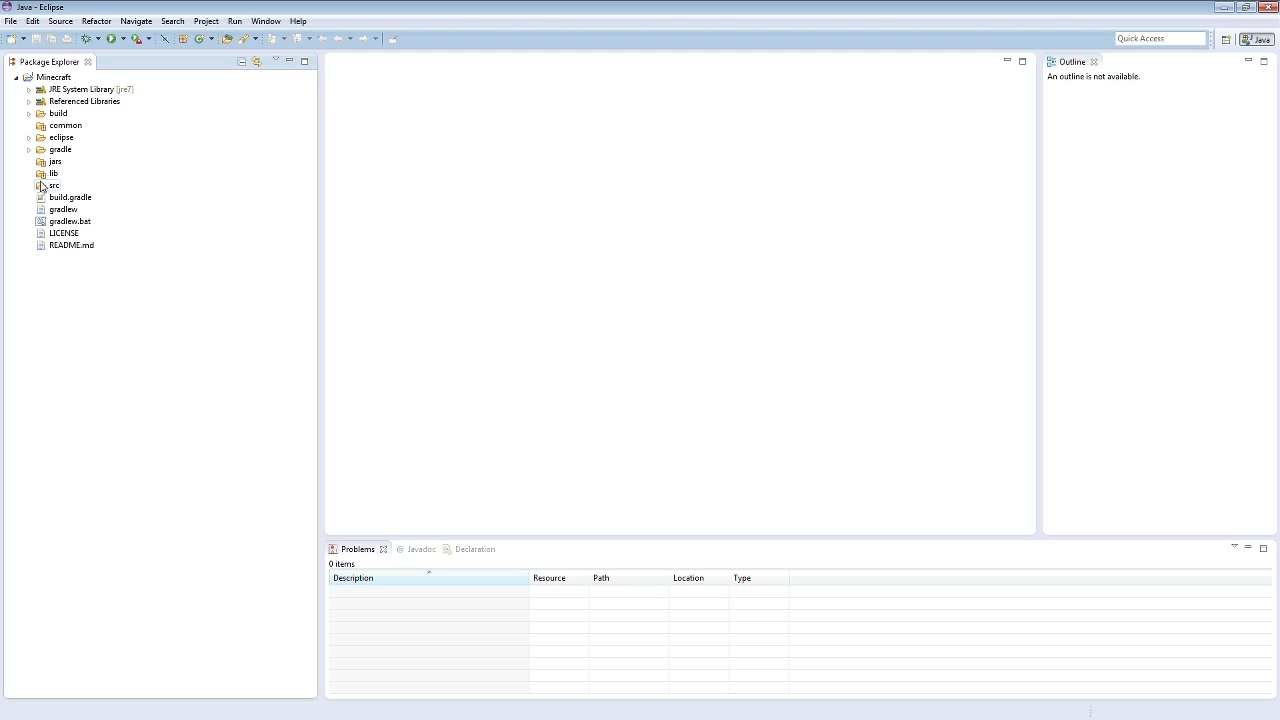 Java - Eclipse
File Edit Source Refactor Navigate Search Project Run Window Help
Quick Access
Java
Package Explorer
Minecraft
JRE System Library [jre7]
Referenced Libraries
build
common
eclipse
gradle
jars
lib
src
build.gradle
gradlew
gradlew.bat
LICENSE
README.md
Outline
An outline is not available.
Problems @ Javadoc Declaration
0 items
Description Resource Path Location Type